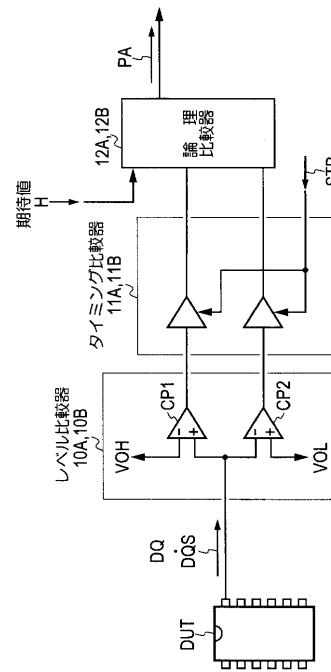 DUT
DQ
・
DQS
レベル比較器
10A,10B
VOH
VOL
CP1
CP2
タイミング比較器
11A,11B
期待値
H
12A,12B
論理
比較器
PA